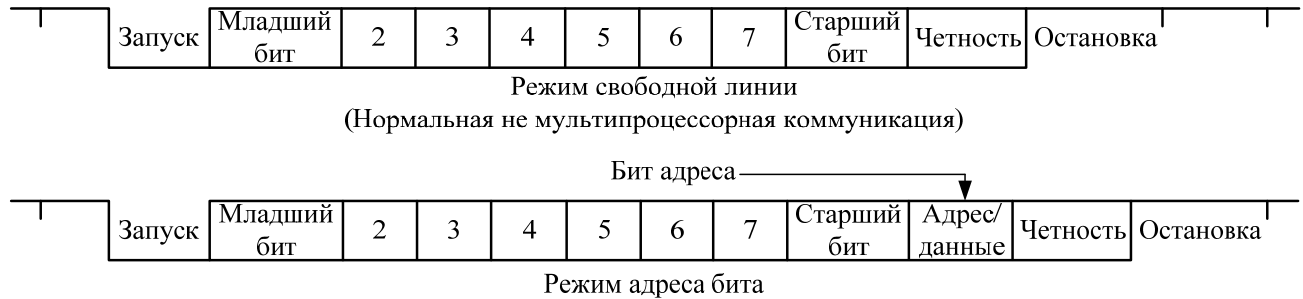 Запуск Младший бит 2 3 4 5 6 7 Старший бит Четность Остановка
Режим свободной линии
(Нормальная не мультипроцессорная коммуникация)
Бит адреса
Запуск Младший бит 2 3 4 5 6 7 Старший бит Адрес/данные Четность Остановка
Режим адреса бита